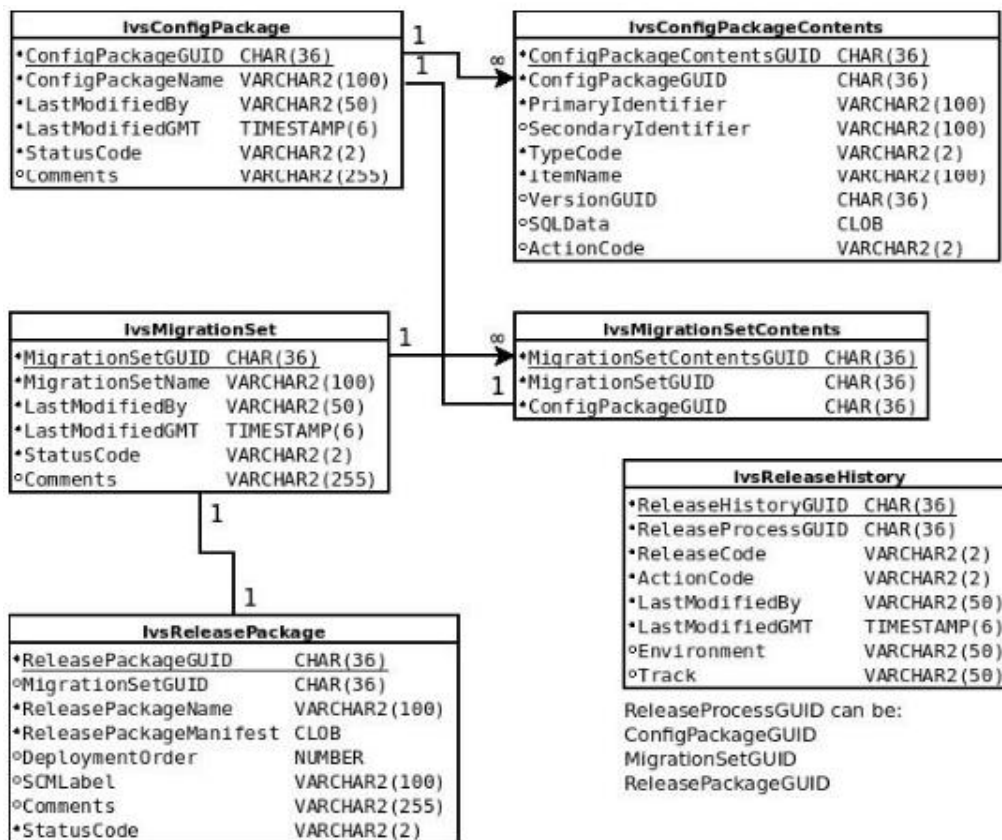 IvsConfigPackage
ConfigPackageGUID CHAR(36)
ConfigPackageName VARCHAR2(100)
LastModifiedBy VARCHAR2(50)
LastModifiedGMT TIMESTAMP(6)
StatusCode VARCHAR2(2)
Comments VARCHAR2(255)
1
1
∞
IvsConfigPackageContents
ConfigPackageContentsGUID CHAR(36)
ConfigPackageGUID CHAR(36)
PrimaryIdentifier VARCHAR2(100)
SecondaryIdentifier VARCHAR2(100)
TypeCode VARCHAR2(2)
ItemName VARCHAR2(100)
VersionGUID CHAR(36)
SQLData CLOB
ActionCode VARCHAR2(2)
IvsMigrationSet
MigrationSetGUID CHAR(36)
MigrationSetName VARCHAR2(100)
LastModifiedBy VARCHAR2(50)
LastModifiedGMT TIMESTAMP(6)
StatusCode VARCHAR2(2)
Comments VARCHAR2(255)
1
∞
1
IvsMigrationSetContents
MigrationSetContentsGUID CHAR(36)
MigrationSetGUID CHAR(36)
ConfigPackageGUID CHAR(36)
1
1
IvsReleasePackage
ReleasePackageGUID CHAR(36)
MigrationSetGUID CHAR(36)
ReleasePackageName VARCHAR2(100)
ReleasePackageManifest CLOB
DeploymentOrder NUMBER
SCMLabel VARCHAR2(100)
Comments VARCHAR2(255)
StatusCode VARCHAR2(2)
IvsReleaseHistory
ReleaseHistoryGUID CHAR(36)
ReleaseProcessGUID CHAR(36)
ReleaseCode VARCHAR2(2)
ActionCode VARCHAR2(2)
LastModifiedBy VARCHAR2(50)
LastModifiedGMT TIMESTAMP(6)
Environment VARCHAR2(50)
Track VARCHAR2(50)
ReleaseProcessGUID can be:
ConfigPackageGUID
MigrationSetGUID
ReleasePackageGUID